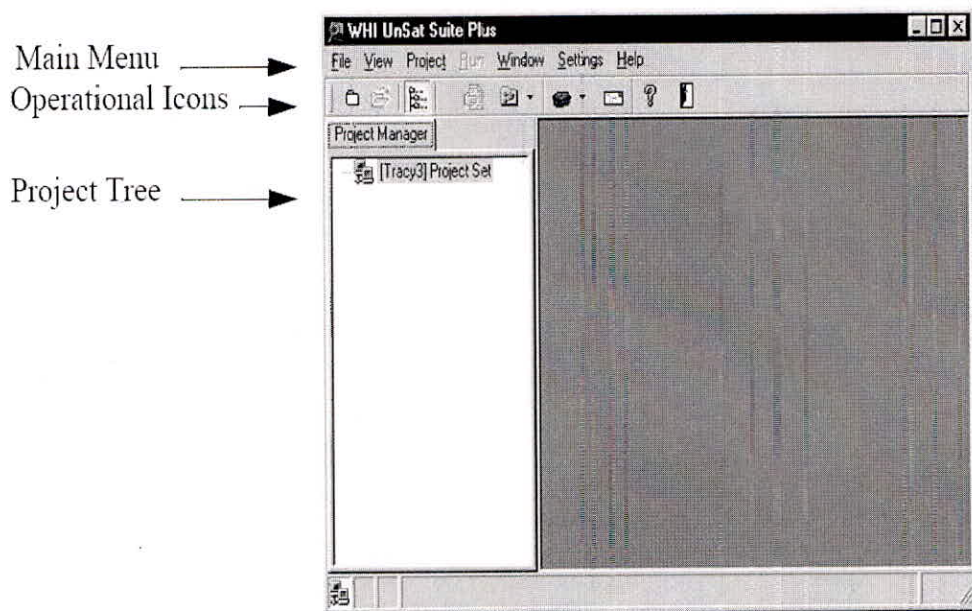 WHI UnSat Suite Plus
Main Menu
File View Project Run Window Settings Help
Operational Icons
Project Manager
[Tracy3] Project Set
Project Tree